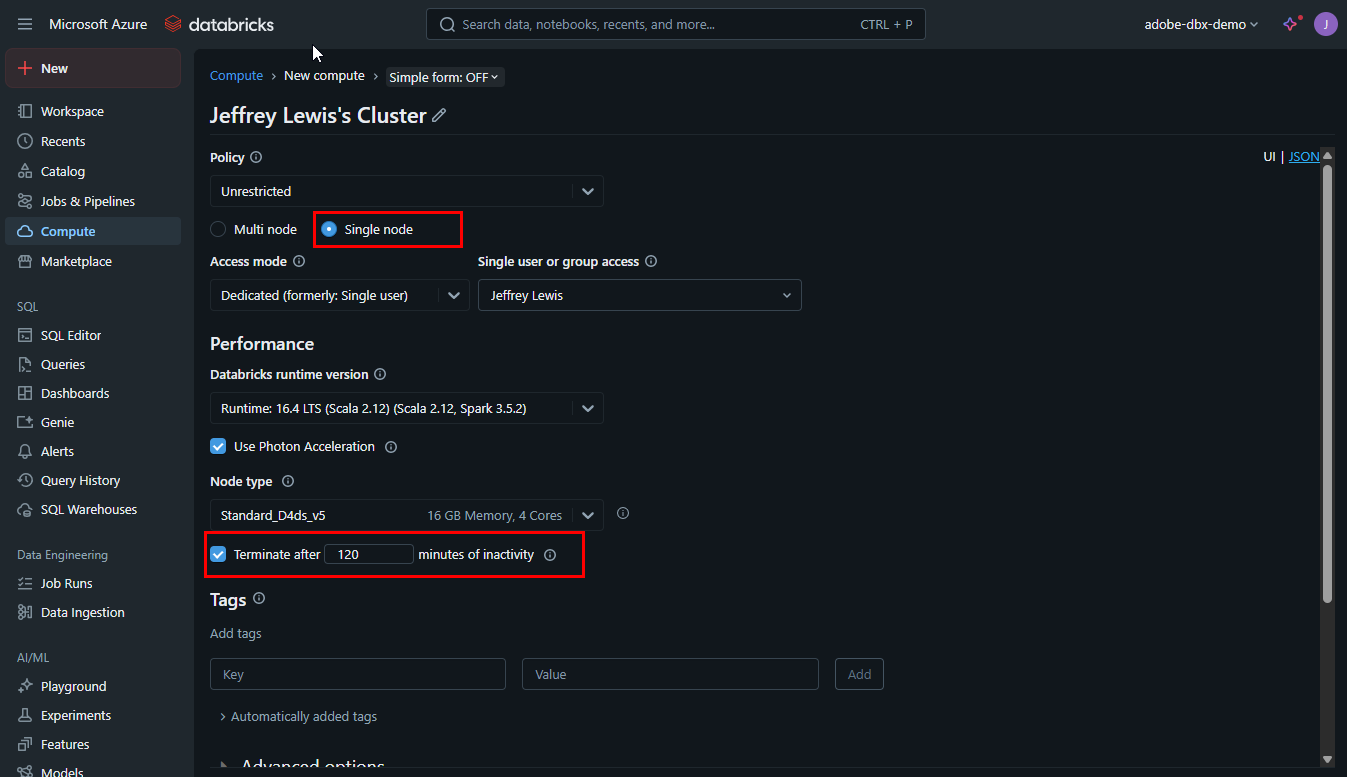 Microsoft Azure databricks
Search data, notebooks, recents, and more... CTRL + P
adobe-dbx-demo
J
New
Workspace
Recents
Catalog
Jobs & Pipelines
Compute
Marketplace
SQL
SQL Editor
Queries
Dashboards
Genie
Alerts
Query History
SQL Warehouses
Data Engineering
Job Runs
Data Ingestion
AI/ML
Playground
Experiments
Features
Models
Compute › New compute › Simple form: OFF
Jeffrey Lewis's Cluster
Policy
UI | JSON
Unrestricted
Multi node Single node
Access mode Single user or group access
Dedicated (formerly: Single user) Jeffrey Lewis
Performance
Databricks runtime version
Runtime: 16.4 LTS (Scala 2.12) (Scala 2.12, Spark 3.5.2)
Use Photon Acceleration
Node type
Standard_D4ds_v5 16 GB Memory, 4 Cores
Terminate after 120 minutes of inactivity
Tags
Add tags
Key Value Add
Automatically added tags
Advanced options